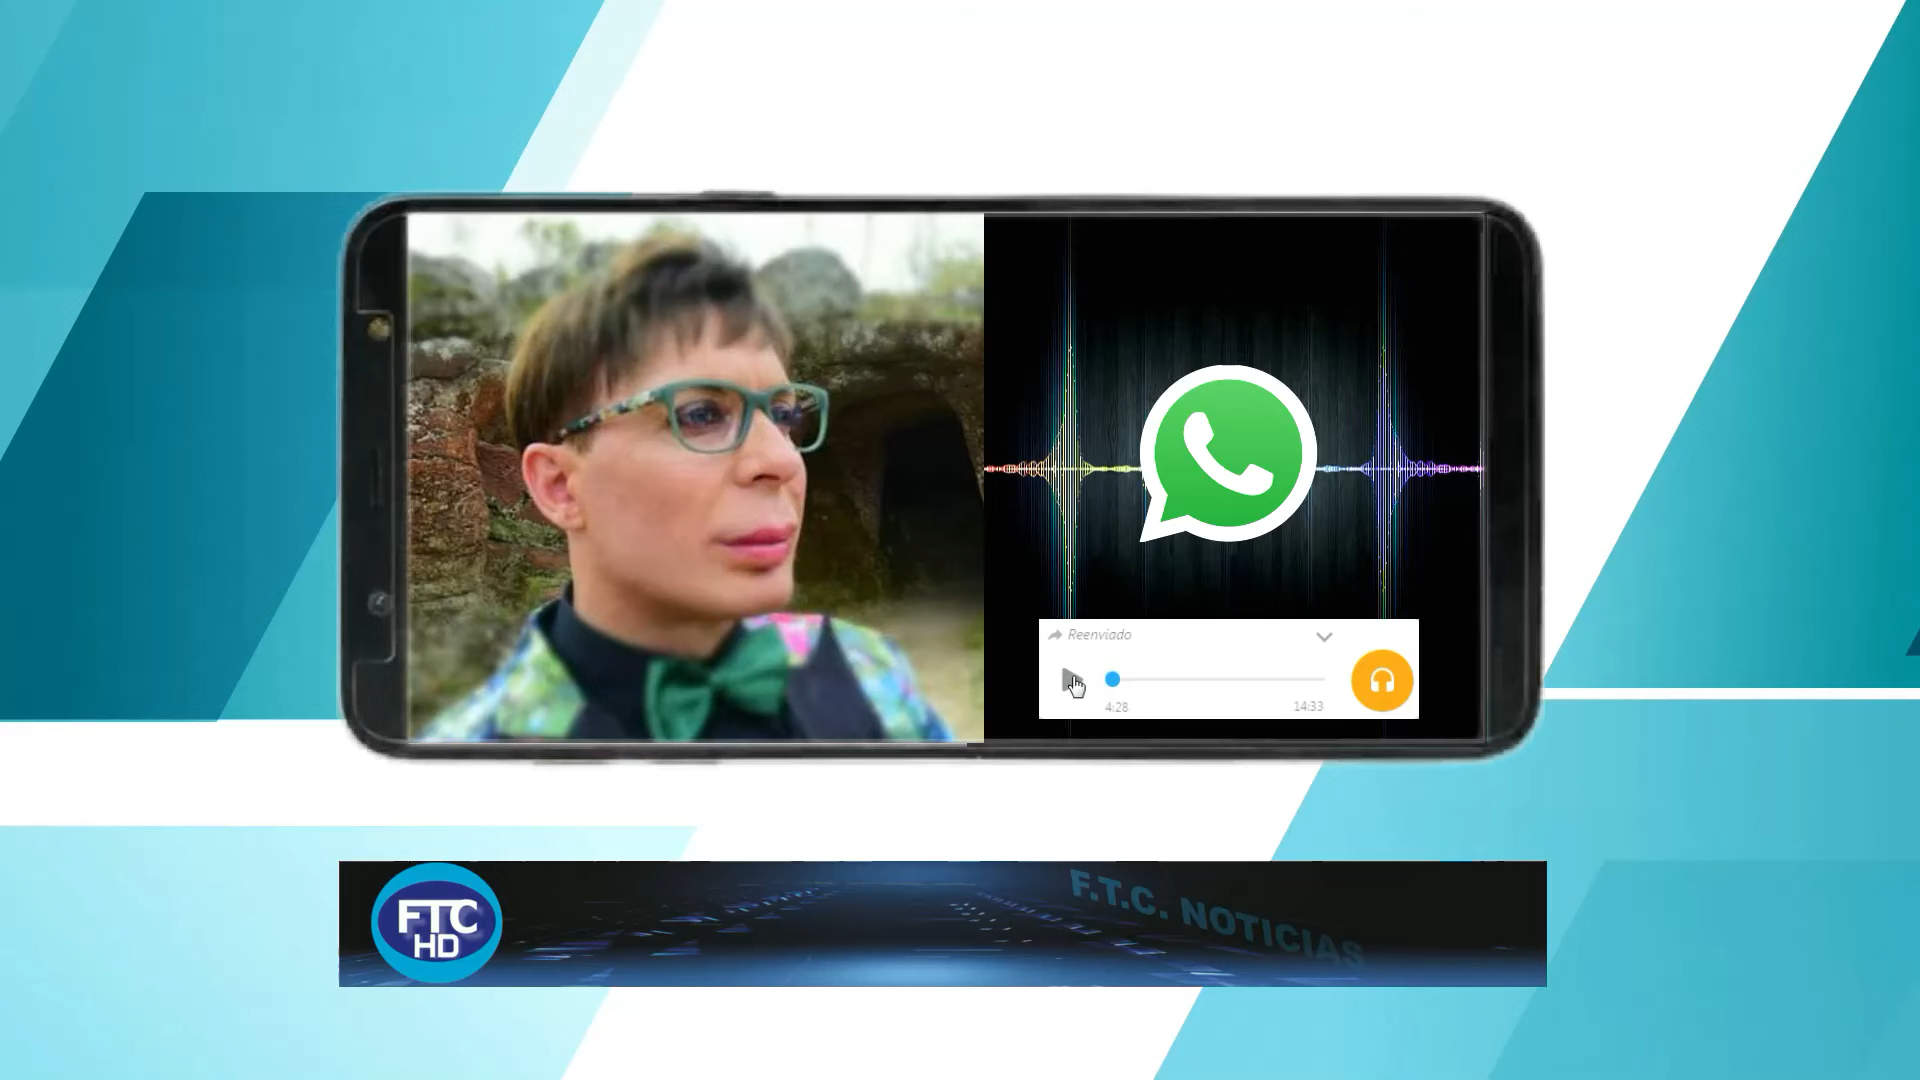 Reenviado
4:28
14:33
FTC
HD
F.T.C. NOTICIAS